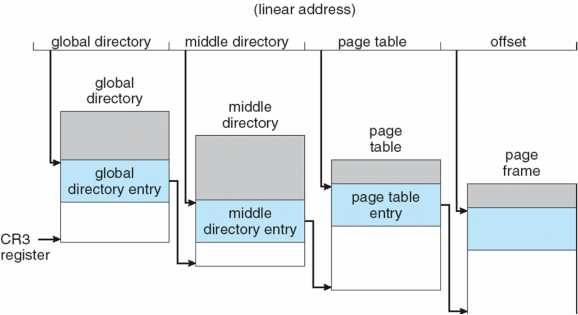 (linear address)
global directory
middle directory
page table
offset
global
directory
middle
directory
page
table
page
frame
global
directory entry
middle
directory entry
page table
entry
CR3
register